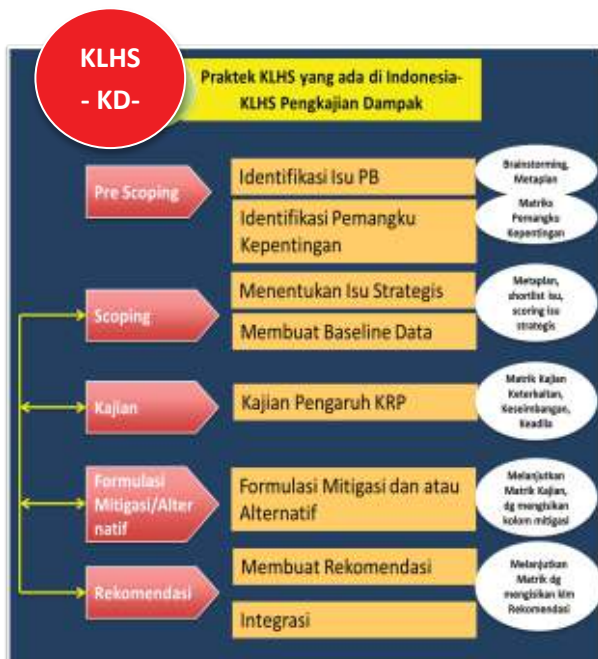 KLHS
- KD-
Praktek KLHS yang ada di Indonesia-
KLHS Pengkajian Dampak
Pre Scoping
Identifikasi Isu PB
Identifikasi Pemangku
Kepentingan
Brainstorming,
Metaplan
Matriks
Pemangku
Kepentingan
Scoping
Menentukan Isu Strategis
Membuat Baseline Data
Metaplan,
shortlist isu,
scoring isu
strategis
Kajian
Kajian Pengaruh KRP
Matrik Kajian
Keterkaitan,
Keseimbangan,
Keadila
Formulasi
Mitigasi/Alter
natif
Formulasi Mitigasi dan atau
Alternatif
Melanjutkan
Matrik Kajian,
dg mengisikan
kolom mitigasi
Rekomendasi
Membuat Rekomendasi
Integrasi
Melanjutkan
Matrik dg
mengisikan klm
Rekomendasi